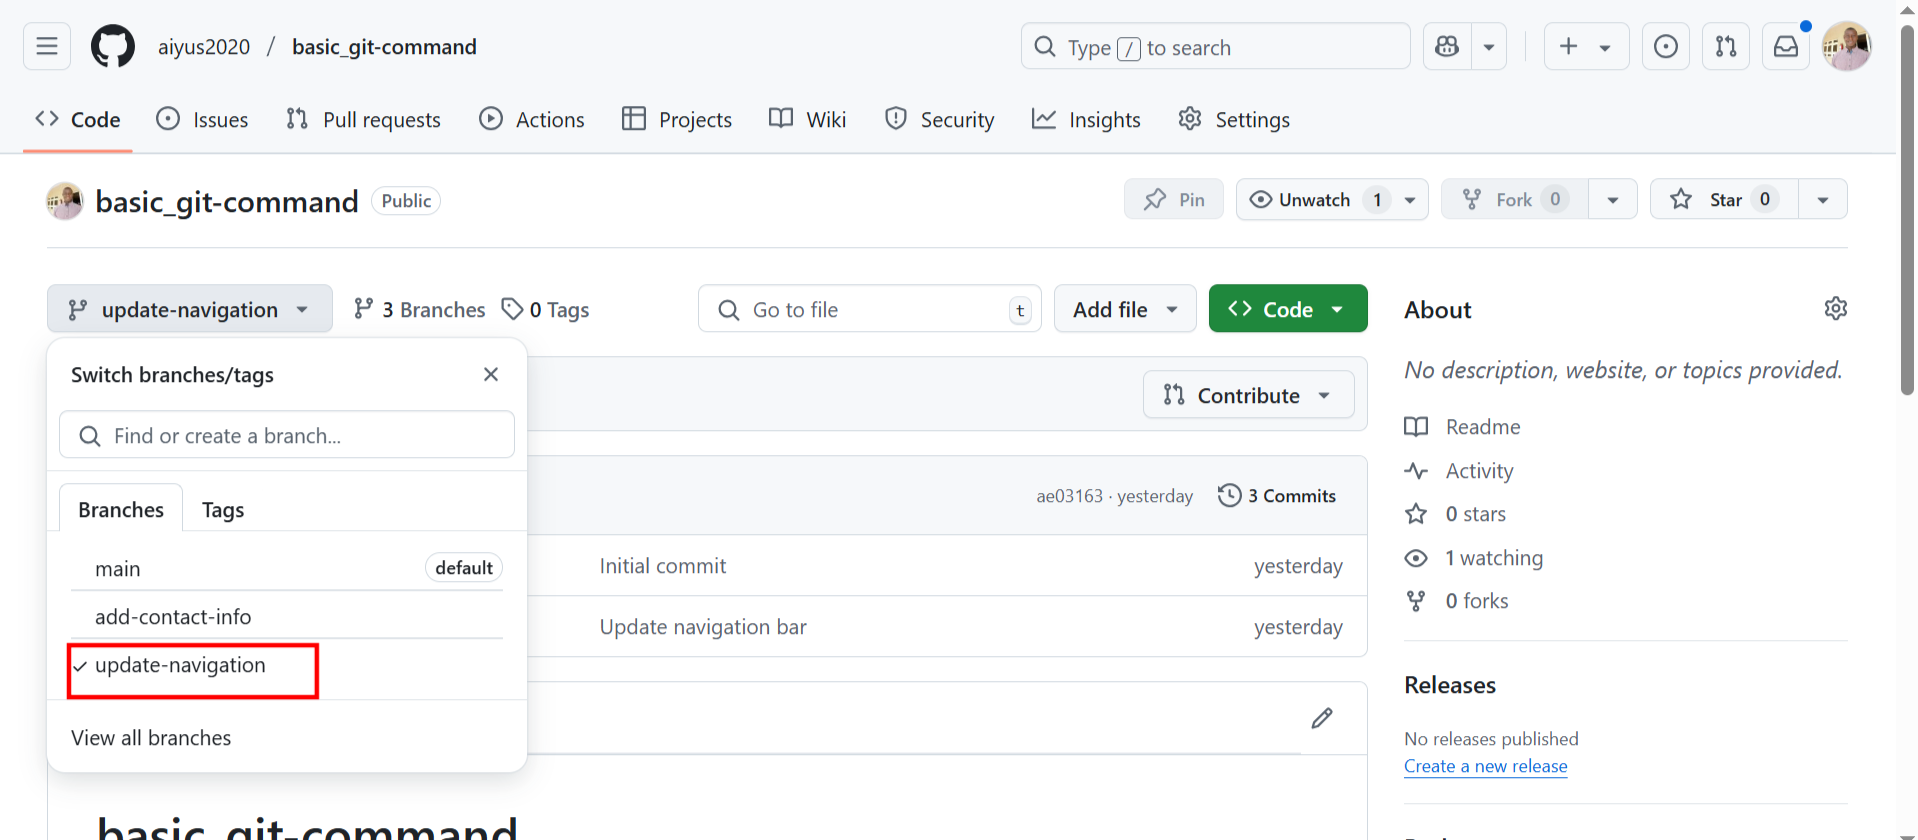 aiyus2020 / basic_git-command
Type / to search
Code Issues Pull requests Actions Projects Wiki Security Insights Settings
basic_git-command Public
Pin Unwatch 1 Fork 0 Star 0
update-navigation 3 Branches 0 Tags Go to file t Add file Code
Switch branches/tags
Find or create a branch...
Branches Tags
main default
add-contact-info
update-navigation
View all branches
Contribute
ae03163 · yesterday 3 Commits
Initial commit yesterday
Update navigation bar yesterday
basic_git-command
About
No description, website, or topics provided.
Readme
Activity
0 stars
1 watching
0 forks
Releases
No releases published
Create a new release